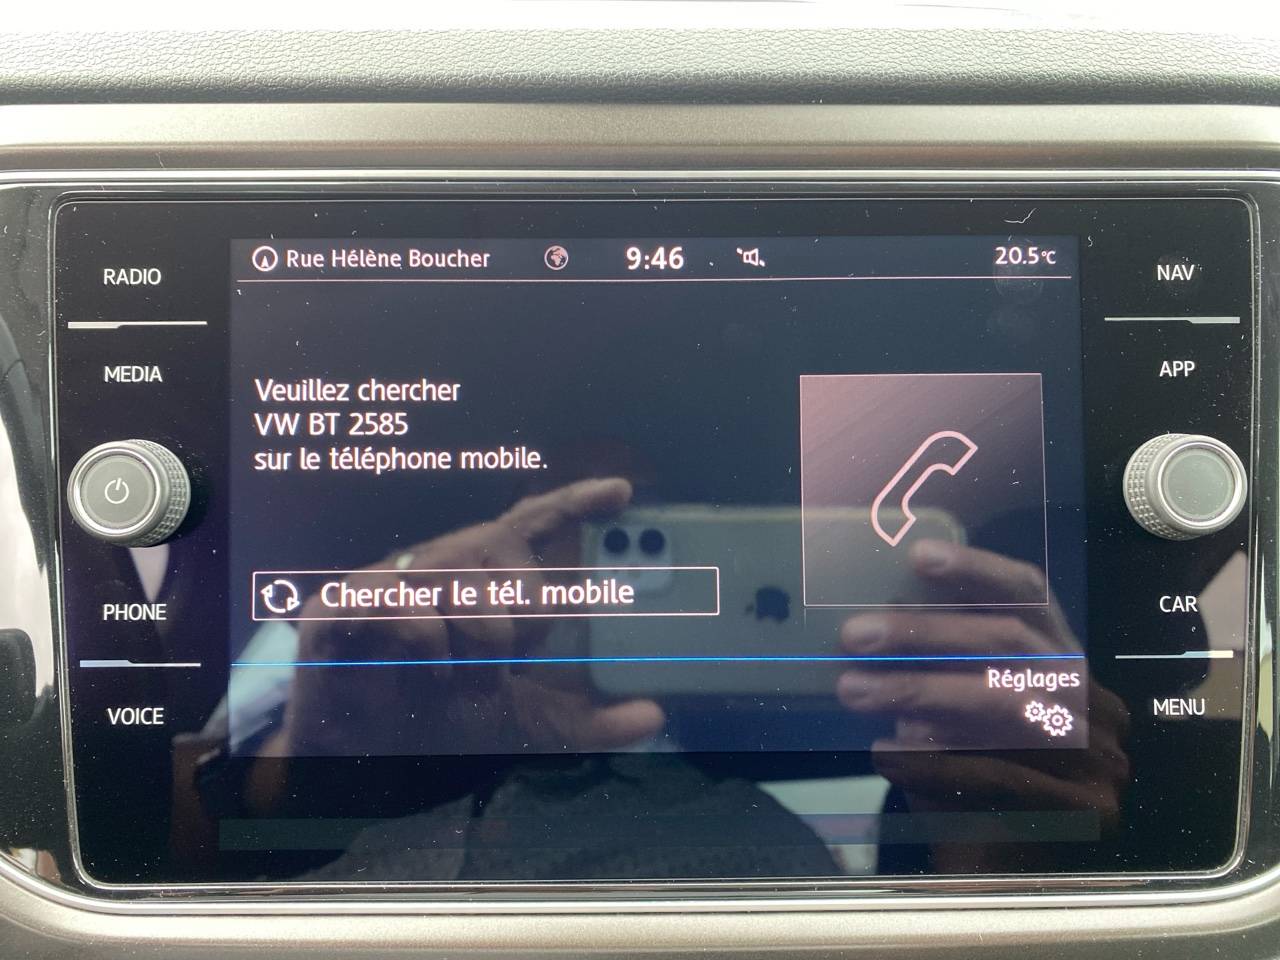 RADIO
MEDIA
PHONE
VOICE
Rue Hélène Boucher
9:46
20.5°C
Veuillez chercher
VW BT 2585
sur le téléphone mobile.
Chercher le tél. mobile
Réglages
NAV
APP
CAR
MENU